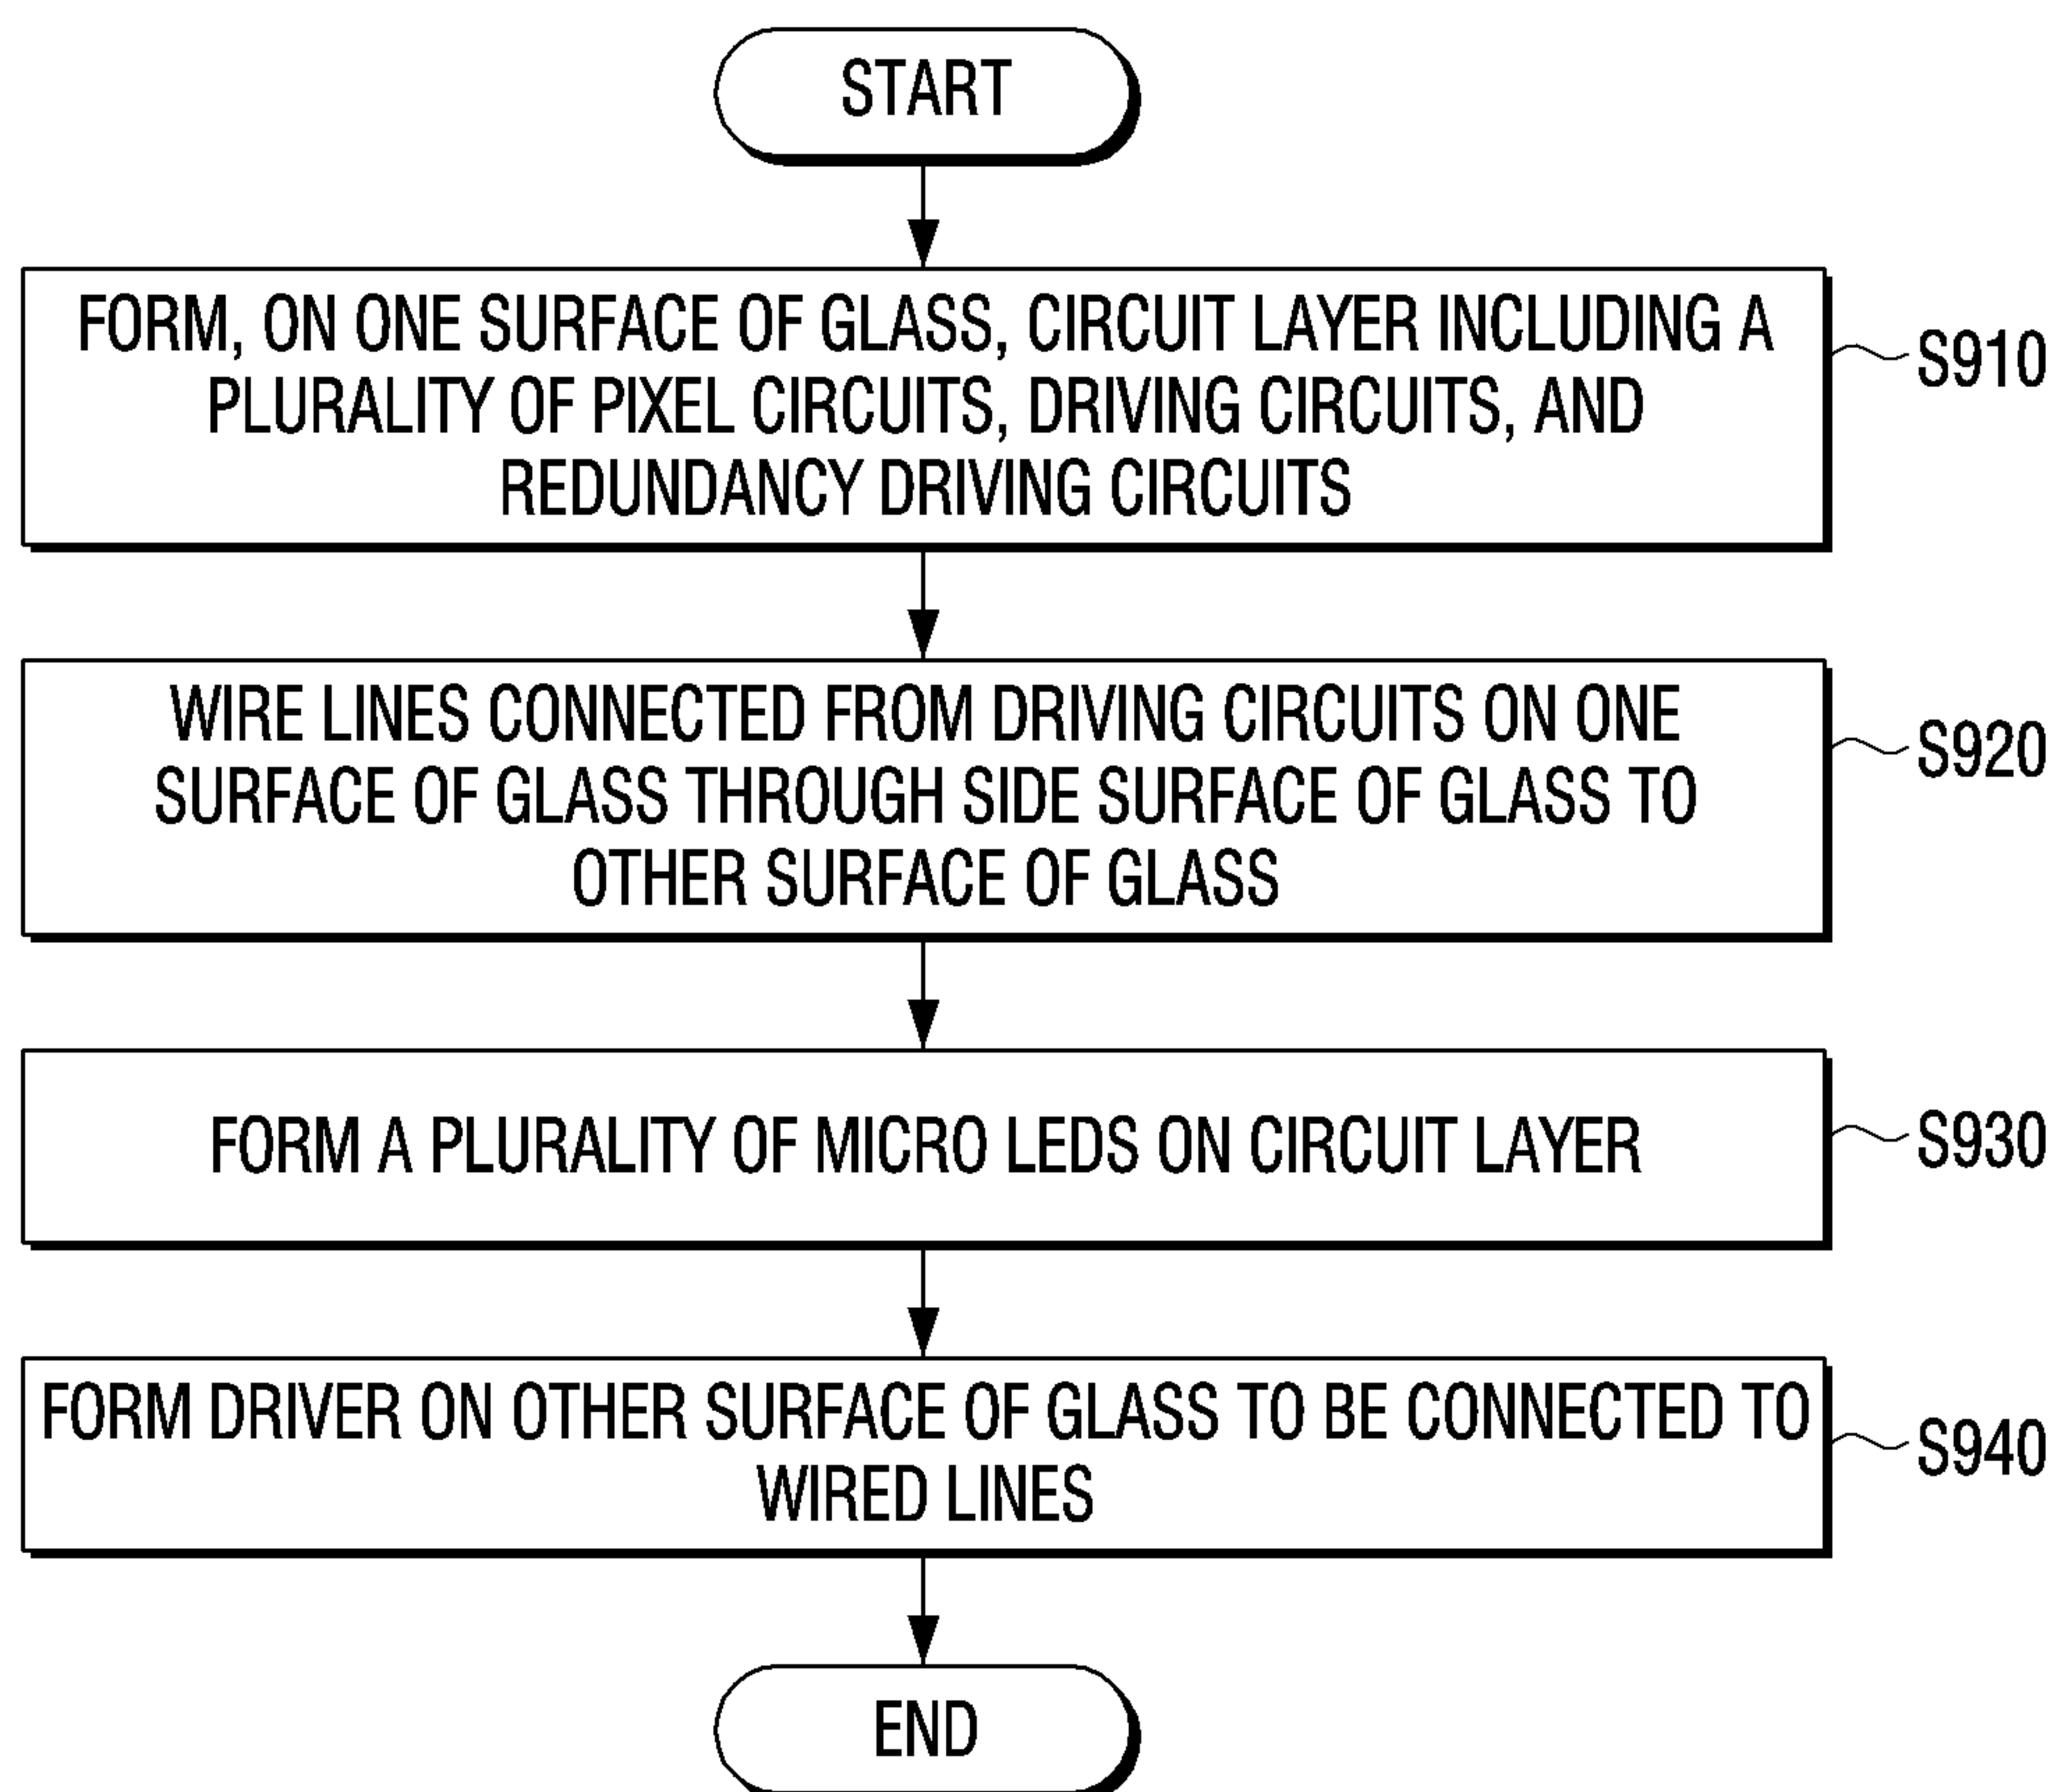 START
FORM, ON ONE SURFACE OF GLASS, CIRCUIT LAYER INCLUDING A
PLURALITY OF PIXEL CIRCUITS, DRIVING CIRCUITS, AND
REDUNDANCY DRIVING CIRCUITS
S910
WIRE LINES CONNECTED FROM DRIVING CIRCUITS ON ONE
SURFACE OF GLASS THROUGH SIDE SURFACE OF GLASS TO
OTHER SURFACE OF GLASS
S920
FORM A PLURALITY OF MICRO LEDS ON CIRCUIT LAYER
S930
FORM DRIVER ON OTHER SURFACE OF GLASS TO BE CONNECTED TO
WIRED LINES
S940
END